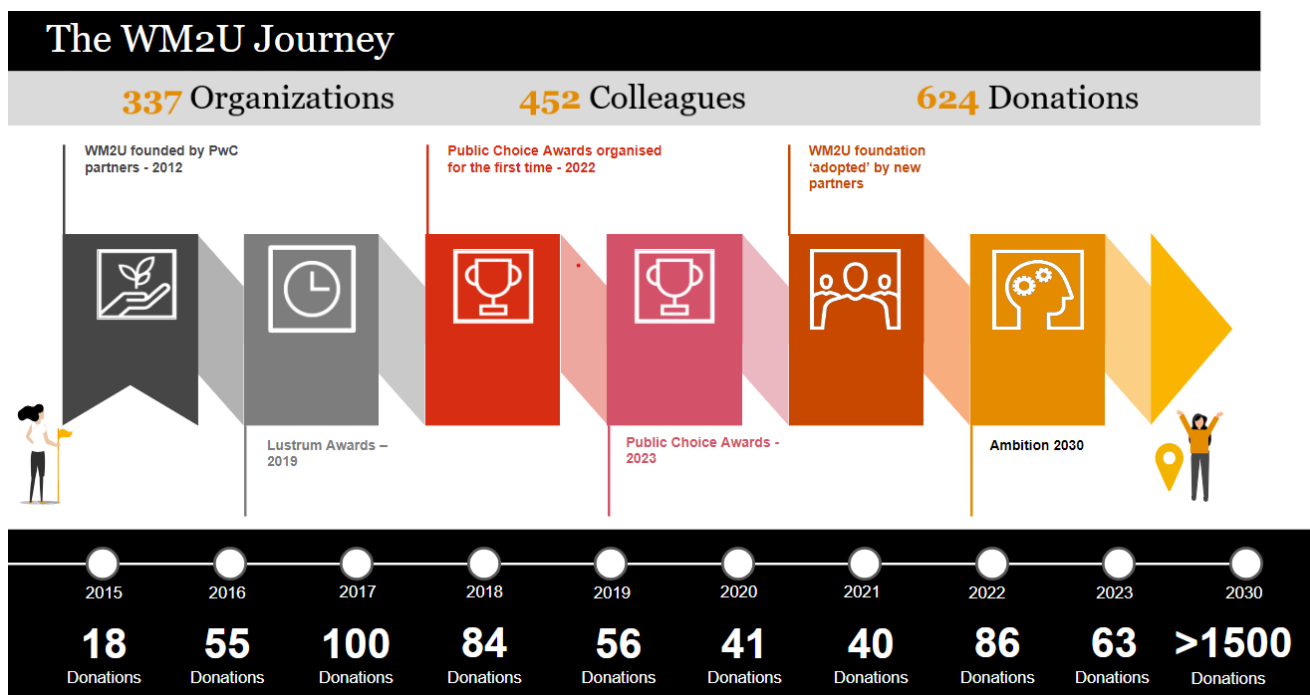 The WM2U Journey
337 Organizations
452 Colleagues
624 Donations
WM2U founded by PwC
partners - 2012
Public Choice Awards organised
for the first time - 2022
WM2U foundation
‘adopted’ by new
partners
Lustrum Awards –
2019
Public Choice Awards -
2023
Ambition 2030
2015
2016
2017
2018
2019
2020
2021
2022
2023
2030
18
55
100
84
56
41
40
86
63
>1500
Donations
Donations
Donations
Donations
Donations
Donations
Donations
Donations
Donations
Donations